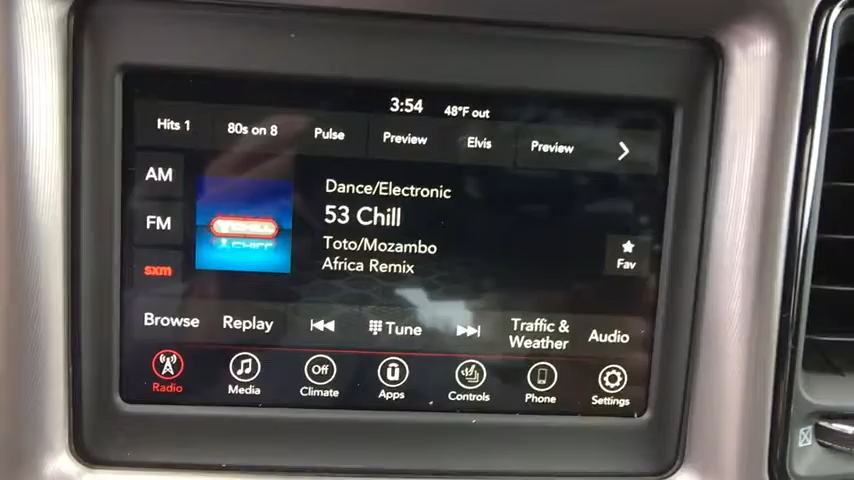 3:54 48°F out
Hits 1 80s on 8 Pulse Preview Elvis Preview
AM
FM
sxm
CHILL
Dance/Electronic
53 Chill
Toto/Mozambo
Africa Remix
Fav
Browse Replay Tune Traffic & Weather Audio
Radio Media Off Climate Apps Controls Phone Settings